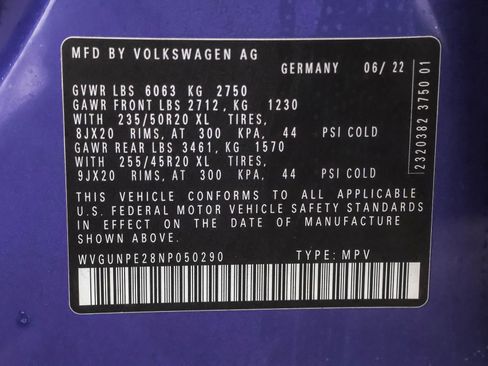 MFD BY VOLKSWAGEN AG
GERMANY 06/22
GVWR LBS 6063 KG 2750
GAWR FRONT LBS 2712, KG 1230
WITH 235/50R20 XL TIRES,
8JX20 RIMS, AT 300 KPA, 44 PSI COLD
GAWR REAR LBS 3461, KG 1570
WITH 255/45R20 XL TIRES,
9JX20 RIMS, AT 300 KPA, 44 PSI COLD
THIS VEHICLE CONFORMS TO ALL APPLICABLE
U.S. FEDERAL MOTOR VEHICLE SAFETY STANDARDS
IN EFFECT ON THE DATE OF MANUFACTURE
SHOWN ABOVE.
WVGUNPE28NP050290 TYPE: MPV
2320382 3750 01